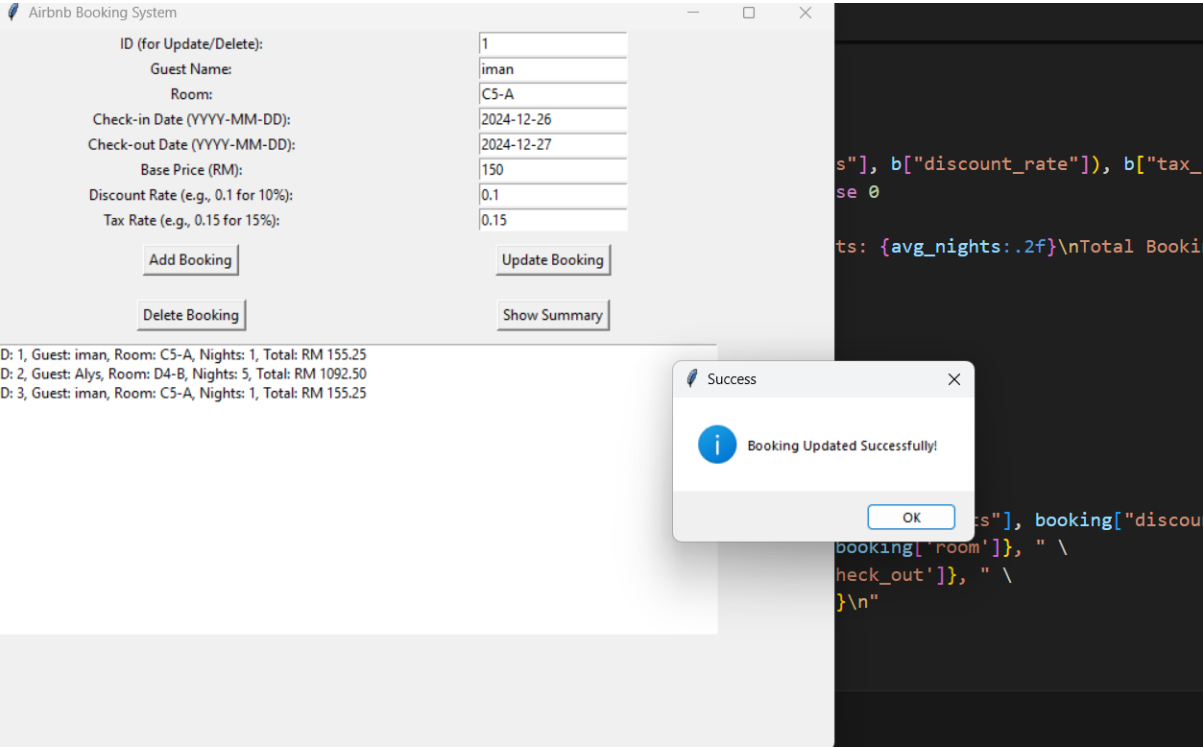 Airbnb Booking System
ID (for Update/Delete): 1
Guest Name: iman
Room: C5-A
Check-in Date (YYYY-MM-DD): 2024-12-26
Check-out Date (YYYY-MM-DD): 2024-12-27
Base Price (RM): 150
Discount Rate (e.g., 0.1 for 10%): 0.1
Tax Rate (e.g., 0.15 for 15%): 0.15
Add Booking Update Booking
Delete Booking Show Summary
D: 1, Guest: iman, Room: C5-A, Nights: 1, Total: RM 155.25
D: 2, Guest: Alys, Room: D4-B, Nights: 5, Total: RM 1092.50
D: 3, Guest: iman, Room: C5-A, Nights: 1, Total: RM 155.25
Success
Booking Updated Successfully!
OK
s"], b["discount_rate"]), b["tax_
se 0
ts: {avg_nights:.2f}\nTotal Booki
ts"], booking["discou
booking['room']}, " \
heck_out']}, " \
}\n"